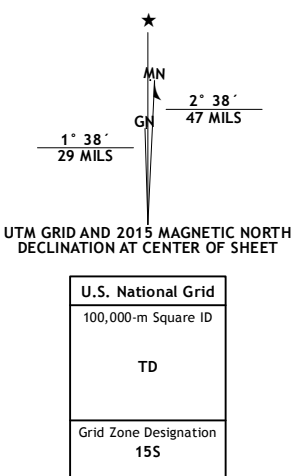 ★
MN
2° 38´
47 MILS
GN
1° 38´
29 MILS
UTM GRID AND 2015 MAGNETIC NORTH
DECLINATION AT CENTER OF SHEET
U.S. National Grid
100,000-m Square ID
TD
Grid Zone Designation
15S